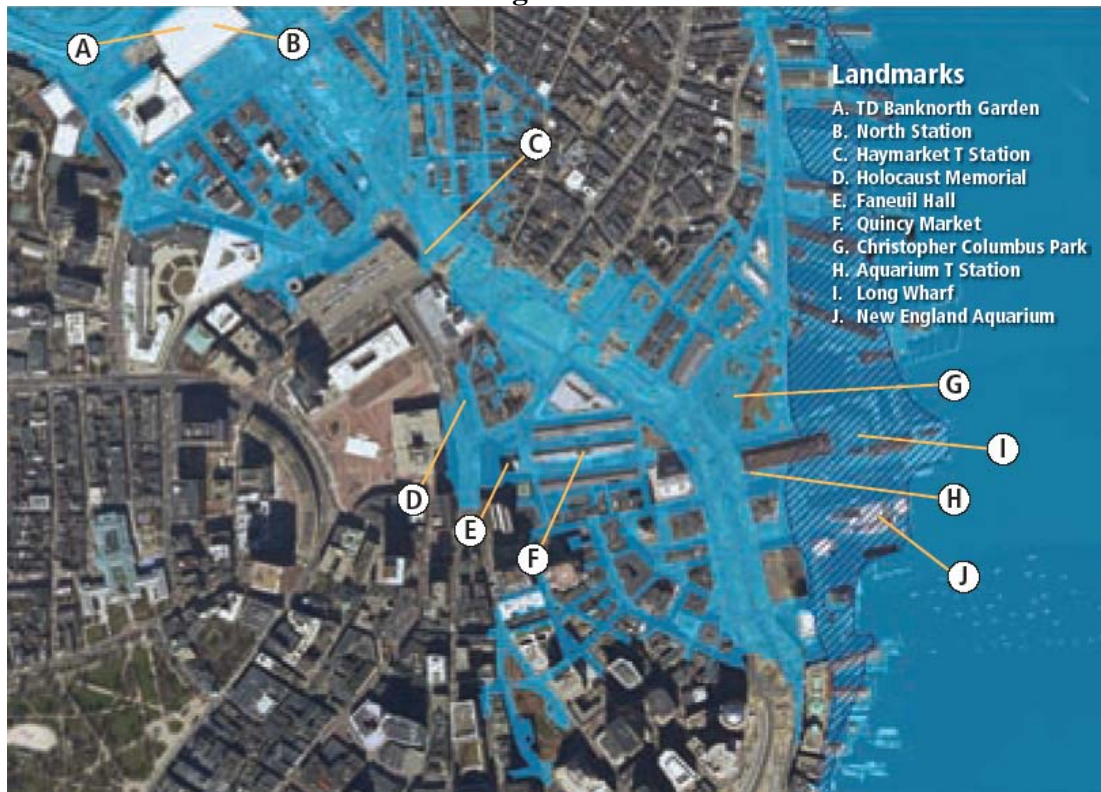 Landmarks
A. TD Banknorth Garden
B. North Station
C. Haymarket T Station
D. Holocaust Memorial
E. Faneuil Hall
F. Quincy Market
G. Christopher Columbus Park
H. Aquarium T Station
I. Long Wharf
J. New England Aquarium
A
B
C
G
I
D
H
E
F
J